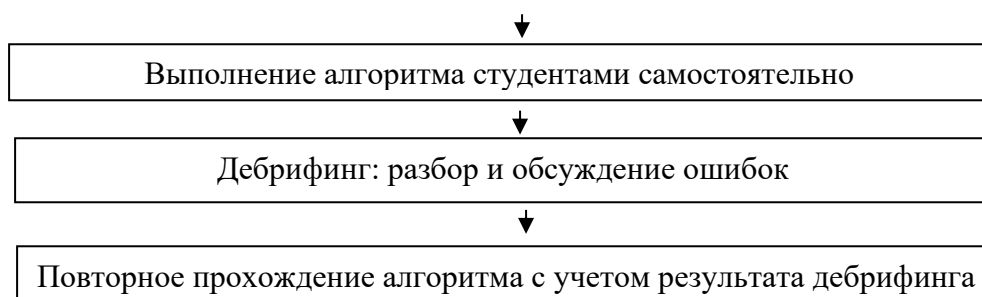 Выполнение алгоритма студентами самостоятельно
Дебрифинг: разбор и обсуждение ошибок
Повторное прохождение алгоритма с учетом результата дебрифинга